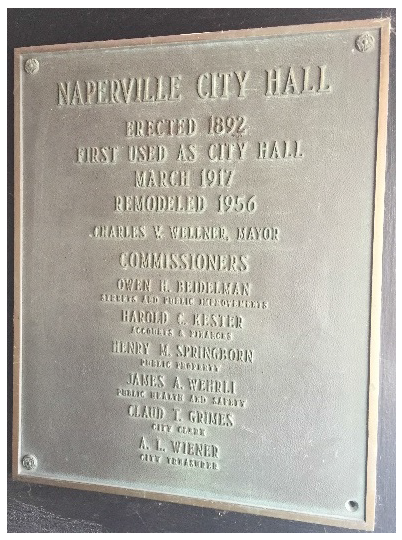 NAPERVILLE CITY HALL
ERECTED 1892
FIRST USED AS CITY HALL
MARCH 1917
REMODELED 1956
CHARLES V. WELLNER, MAYOR
COMMISSIONERS
OWEN H. BEIDELMAN
STREETS AND PUBLIC IMPROVEMENTS
HAROLD C. KESTER
ACCOUNTS & FINANCES
HENRY M. SPRINGBORN
PUBLIC PROPERTY
JAMES A. WEHRLI
PUBLIC HEALTH AND SAFETY
CLAUD T. GRIMES
CITY CLERK
A. L. WIENER
CITY TREASURER